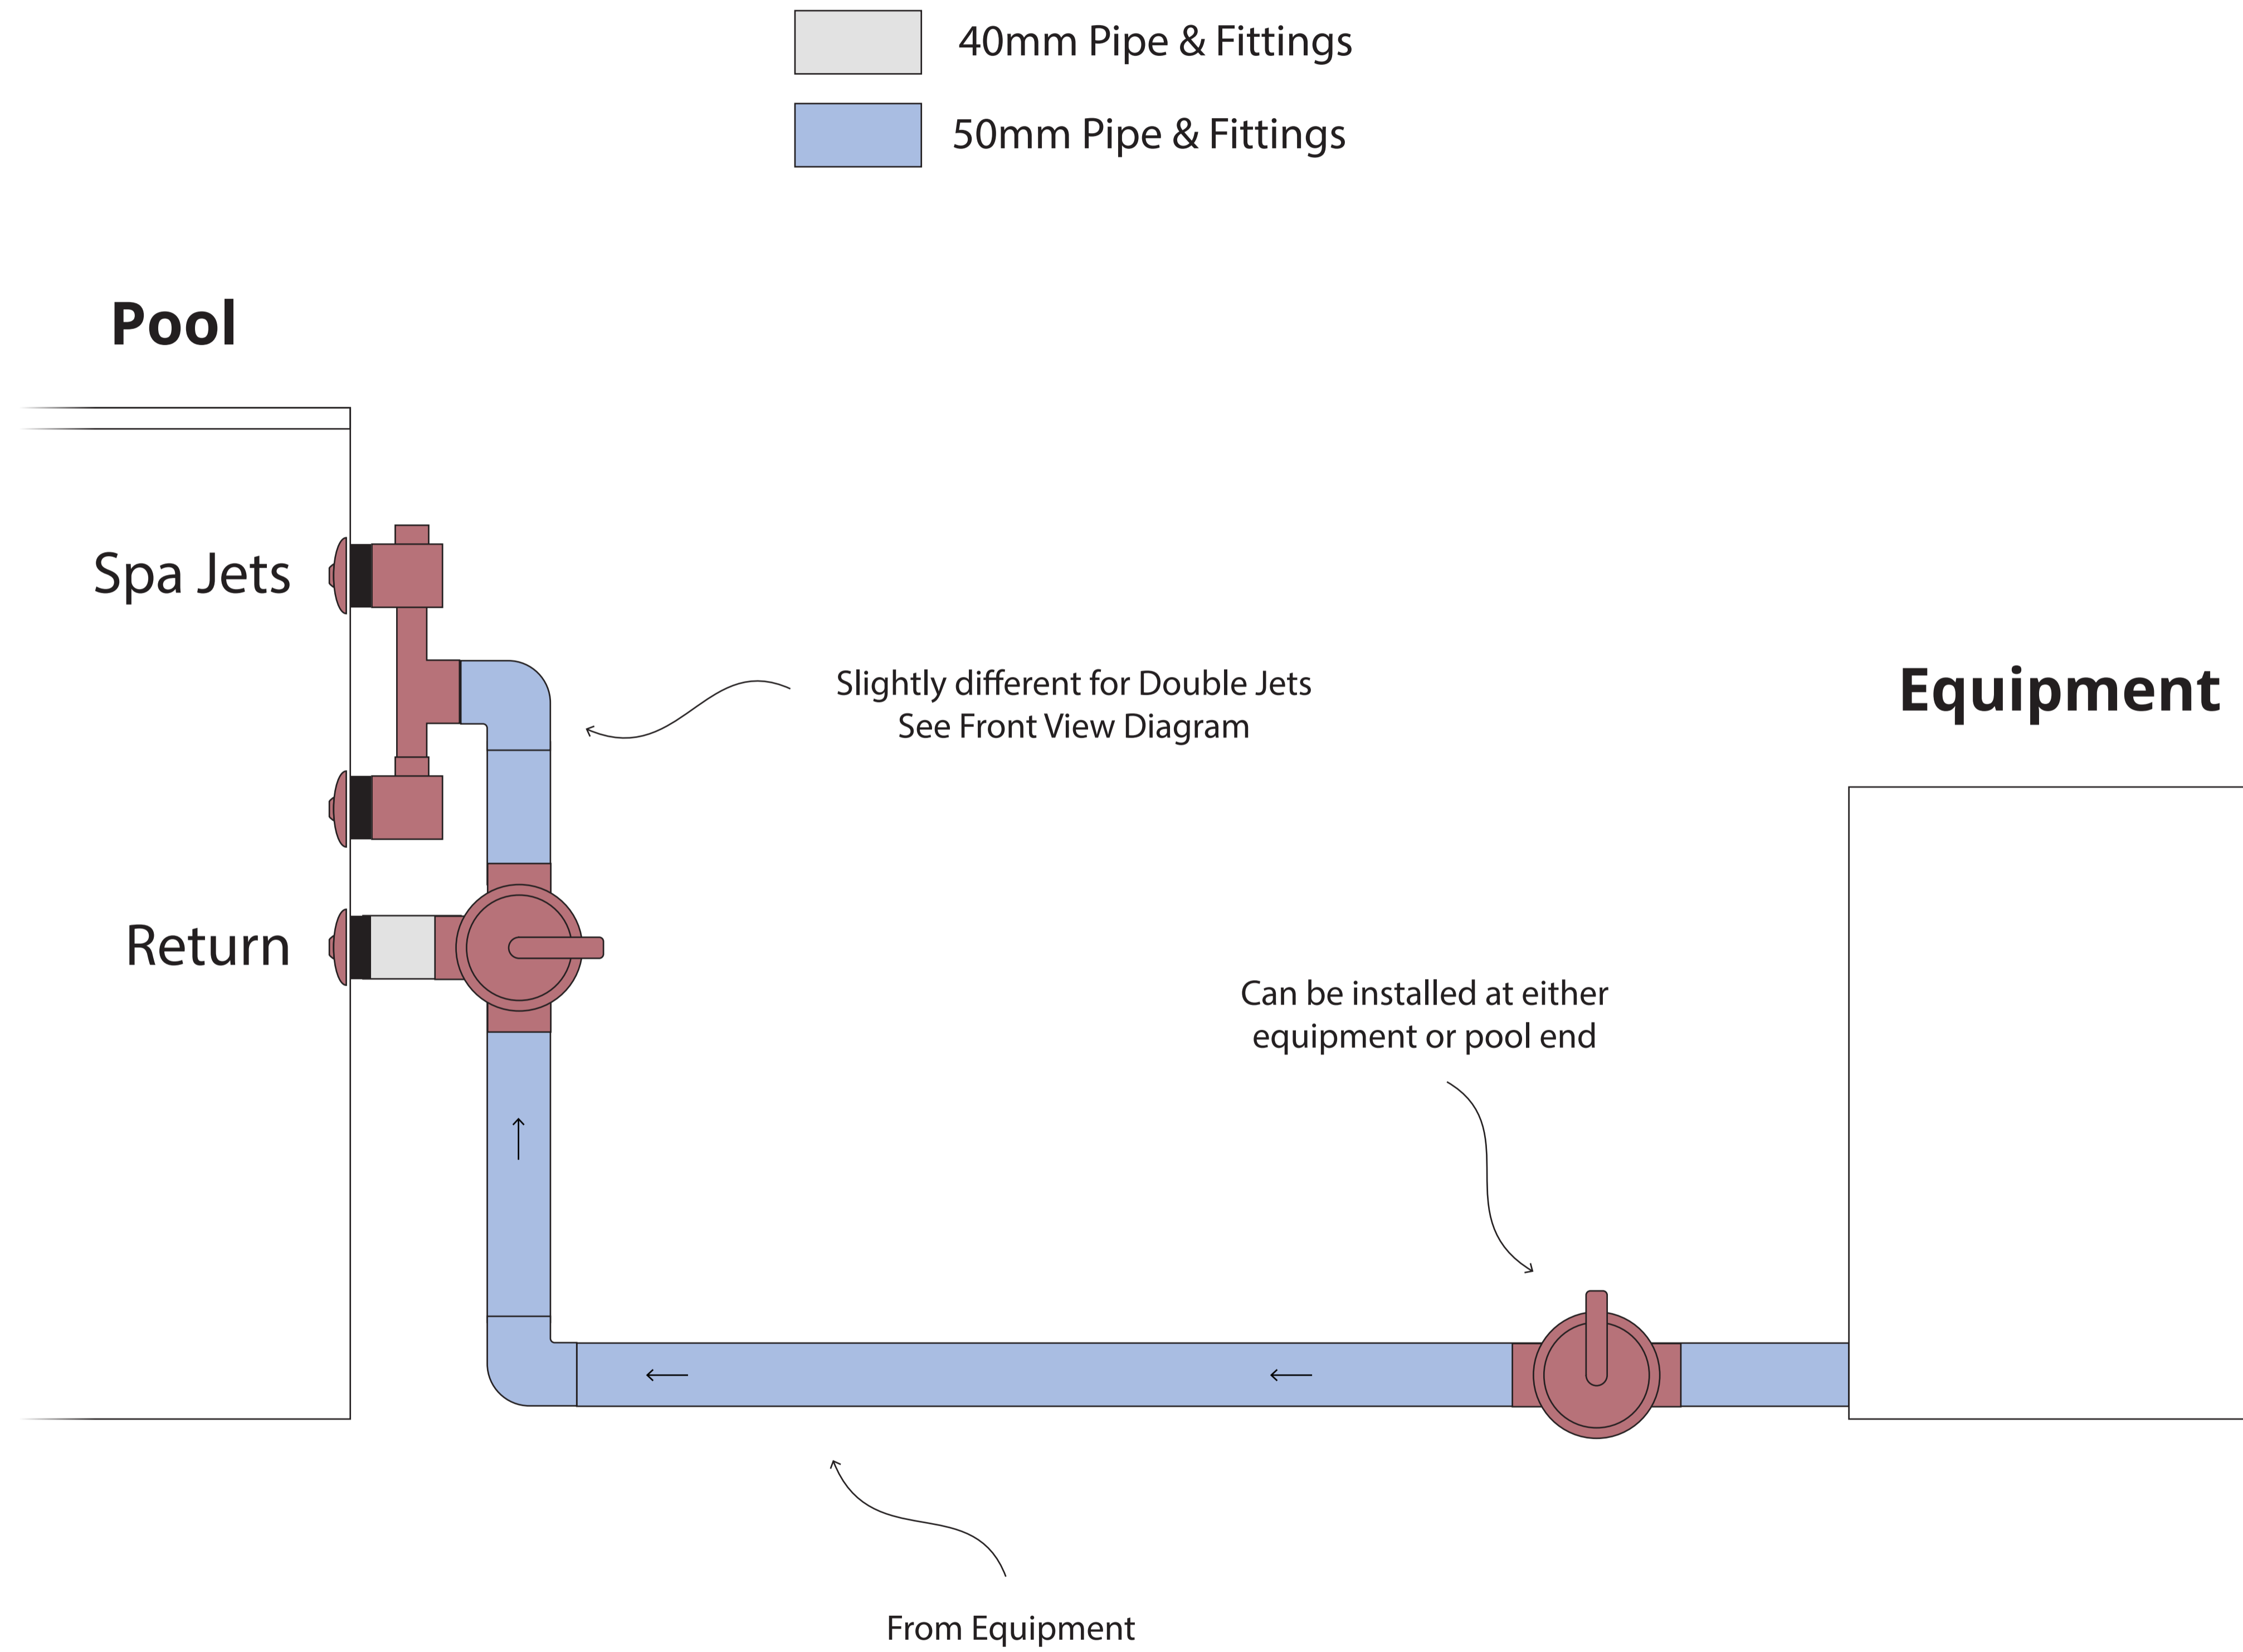 40mm Pipe & Fittings
50mm Pipe & Fittings
Pool
Spa Jets
Slightly different for Double Jets
See Front View Diagram
Equipment
Return
Can be installed at either
equipment or pool end
From Equipment